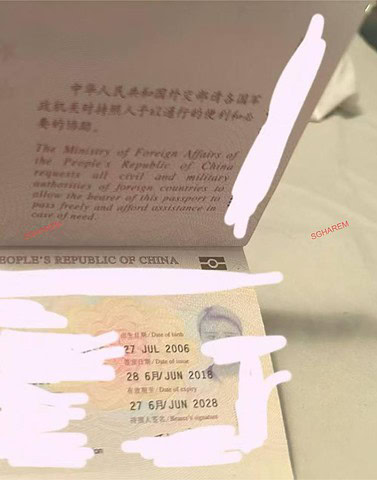 中华人民共和国外交部请各国军
政机关对持照人予以通行的便利和必
要的协助。
The Ministry of Foreign Affairs of
the People's Republic of China
requests all civil and military
authorities of foreign countries to
allow the bearer of this passport to
pass freely and afford assistance in
case of need.
SGHAREM
EOPLE'S REPUBLIC OF CHINA
出生日期/Date of birth
27 JUL 2006
签发日期/Date of issue
28 6月/JUN 2018
有效期至/Date of expiry
27 6月/JUN 2028
持照人签名/Bearer's signature